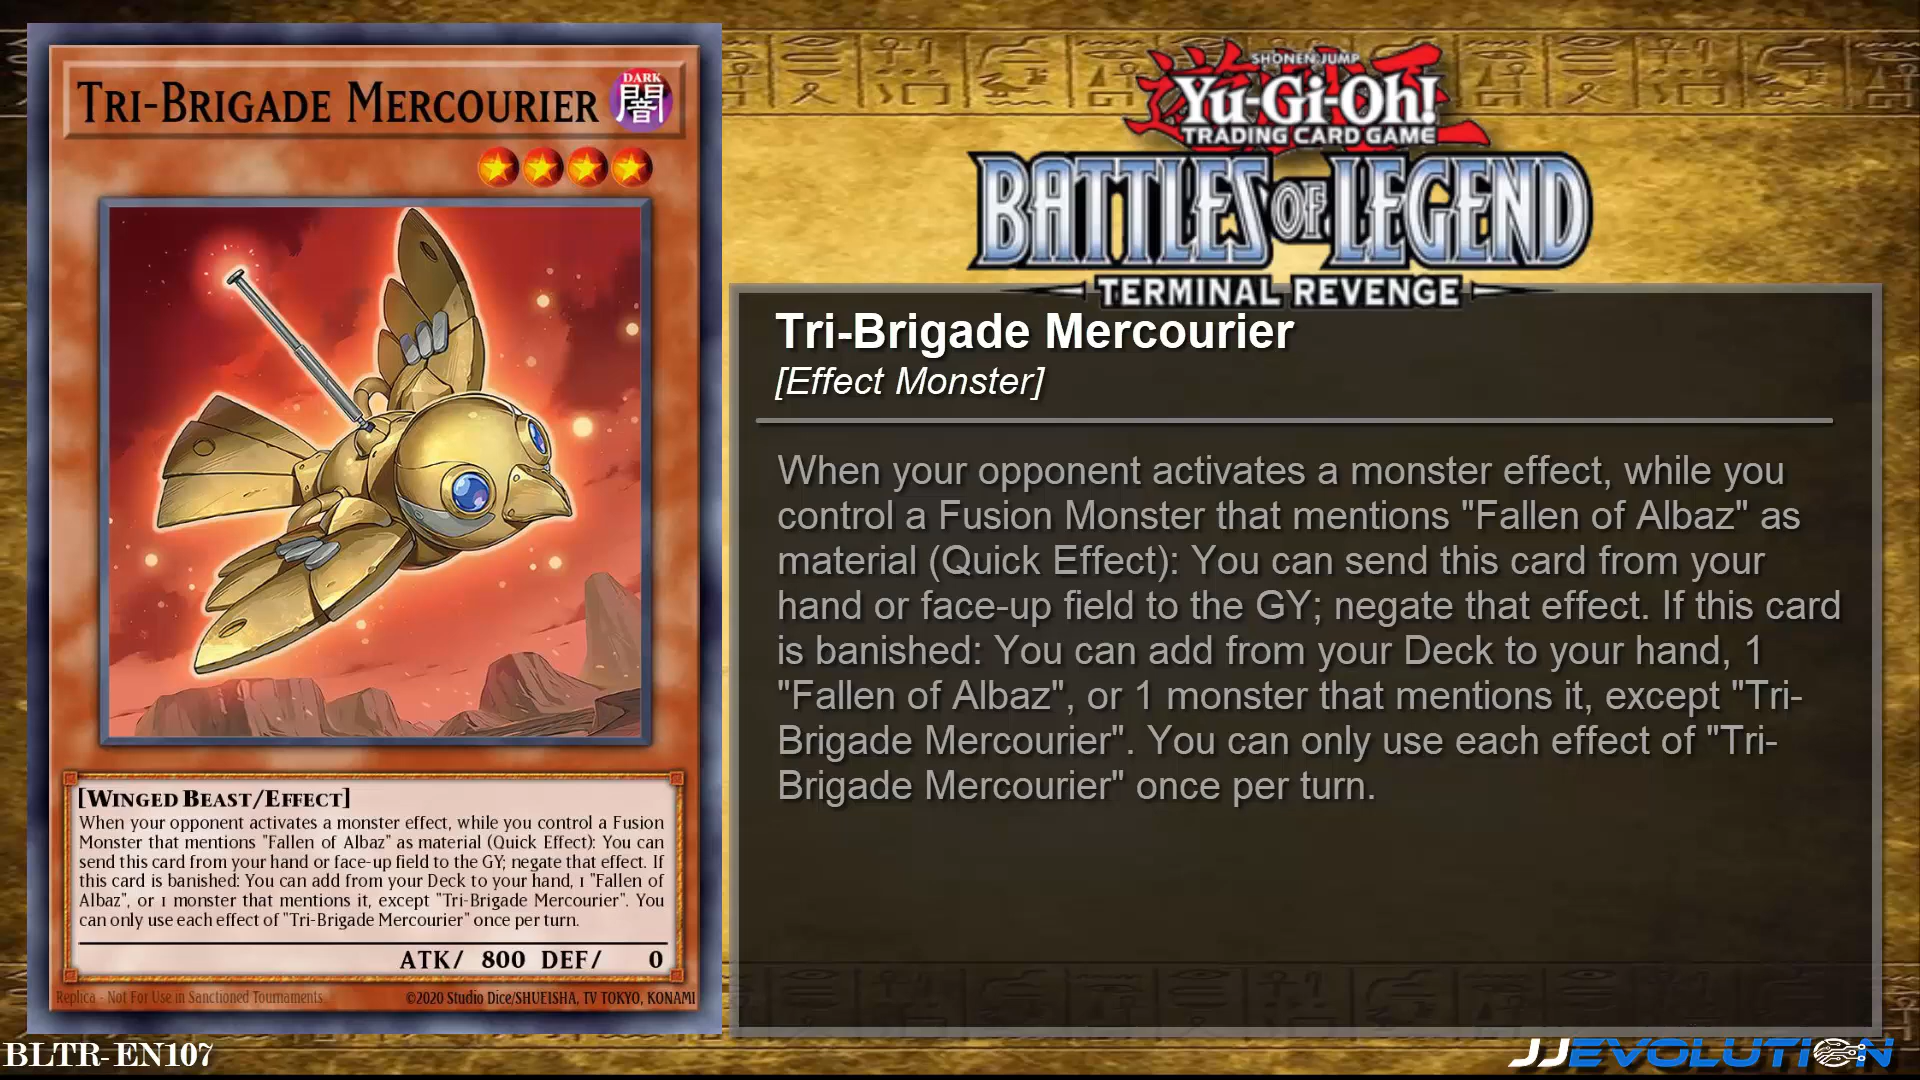 TRI-BRIGADE MERCOURIER
DARK
闇
[WINGED BEAST/EFFECT]
When your opponent activates a monster effect, while you control a Fusion
Monster that mentions "Fallen of Albaz" as material (Quick Effect): You can
send this card from your hand or face-up field to the GY; negate that effect. If
this card is banished: You can add from your Deck to your hand, 1 "Fallen of
Albaz", or 1 monster that mentions it, except "Tri-Brigade Mercourier". You
can only use each effect of "Tri-Brigade Mercourier" once per turn.
ATK/ 800 DEF/ 0
Replica - Not For Use in Sanctioned Tournaments.
©2020 Studio Dice/SHUEISHA, TV TOKYO, KONAMI
BLTR-EN107
SHONEN JUMP
Yu-Gi-Oh!
TRADING CARD GAME
BATTLES OF LEGEND
TERMINAL REVENGE
Tri-Brigade Mercourier
[Effect Monster]
When your opponent activates a monster effect, while you
control a Fusion Monster that mentions "Fallen of Albaz" as
material (Quick Effect): You can send this card from your
hand or face-up field to the GY; negate that effect. If this card
is banished: You can add from your Deck to your hand, 1
"Fallen of Albaz", or 1 monster that mentions it, except "Tri-
Brigade Mercourier". You can only use each effect of "Tri-
Brigade Mercourier" once per turn.
JJEVOLUTION